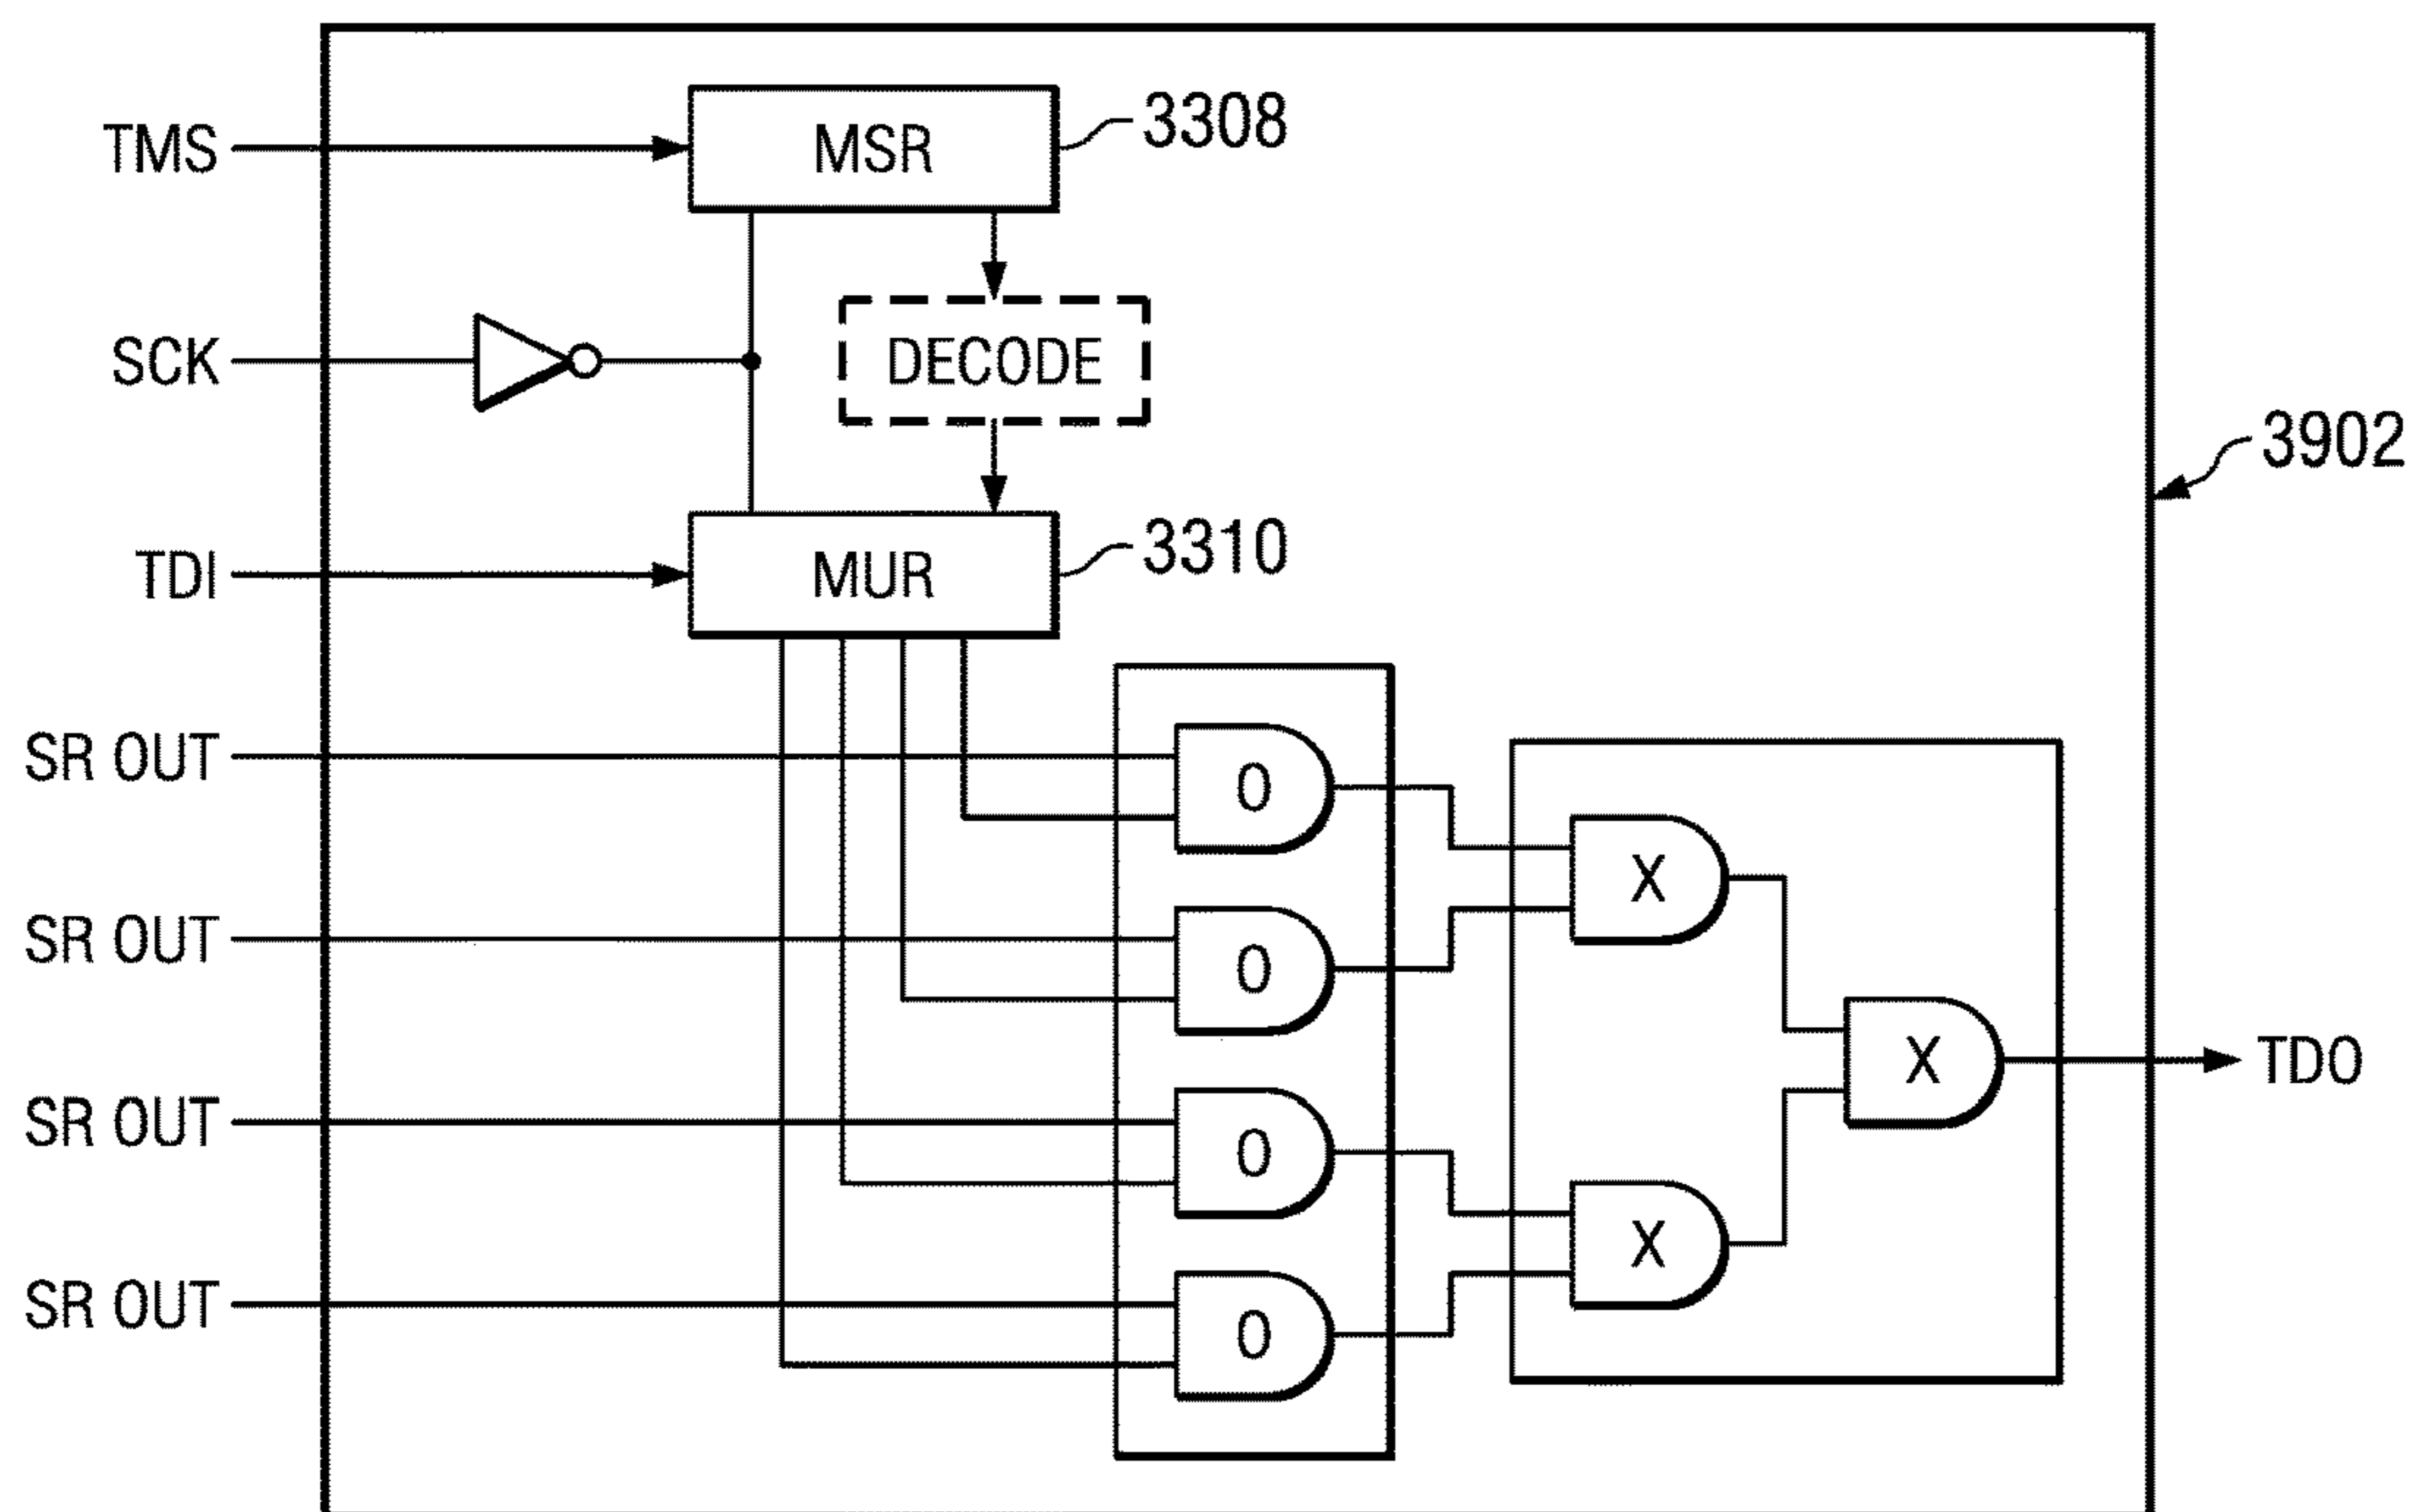 TMS
MSR
3308
SCK
DECODE
3902
TDI
MUR
3310
SR OUT
O
X
SR OUT
O
X
TDO
SR OUT
O
X
SR OUT
O